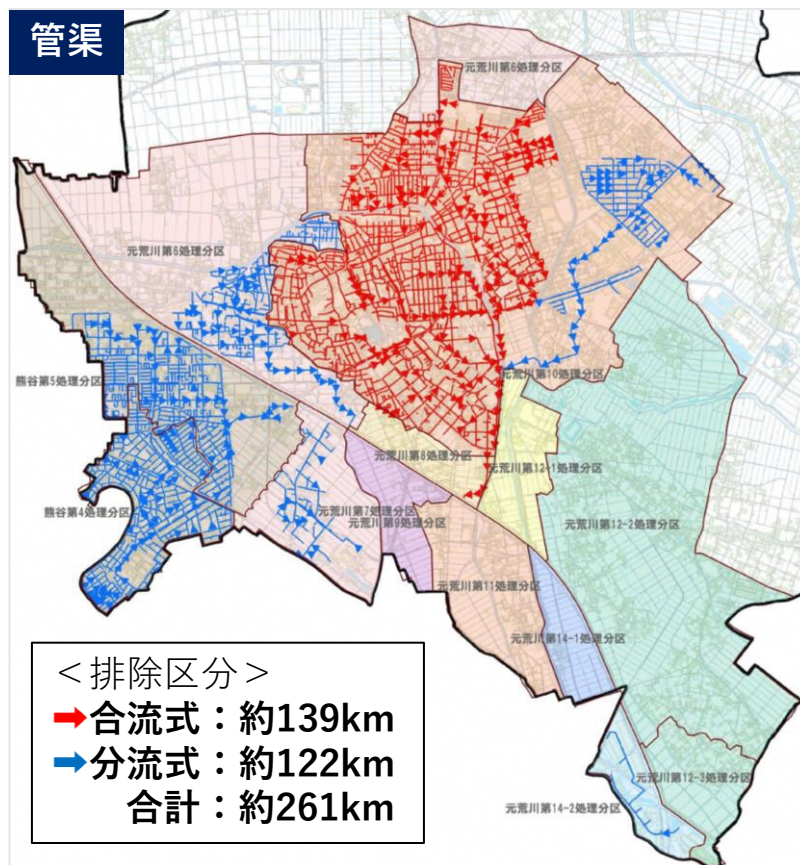 管渠
元荒川第6処理分区
元荒川第6処理分区
熊谷第5処理分区
元荒川第10処理分区
元荒川第8処理分区
元荒川第12-1処理分区
熊谷第4処理分区
元荒川第7処理分区
元荒川第9処理分区
元荒川第12-2処理分区
元荒川第11処理分区
元荒川第14-1処理分区
元荒川第12-3処理分区
元荒川第14-2処理分区
＜排除区分＞
合流式：約139km
分流式：約122km
合計：約261km